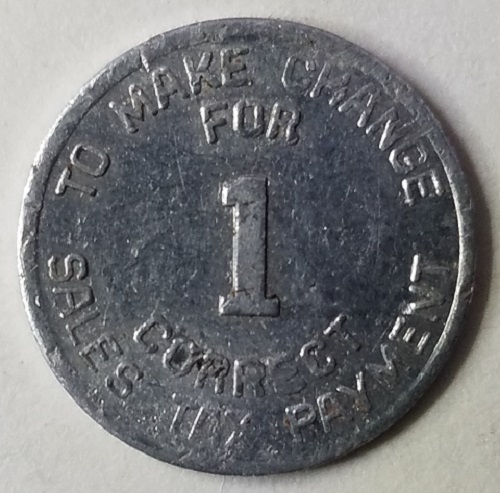 TO MAKE CHANGE
FOR
1
CORRECT
SALES TAX PAYMENT